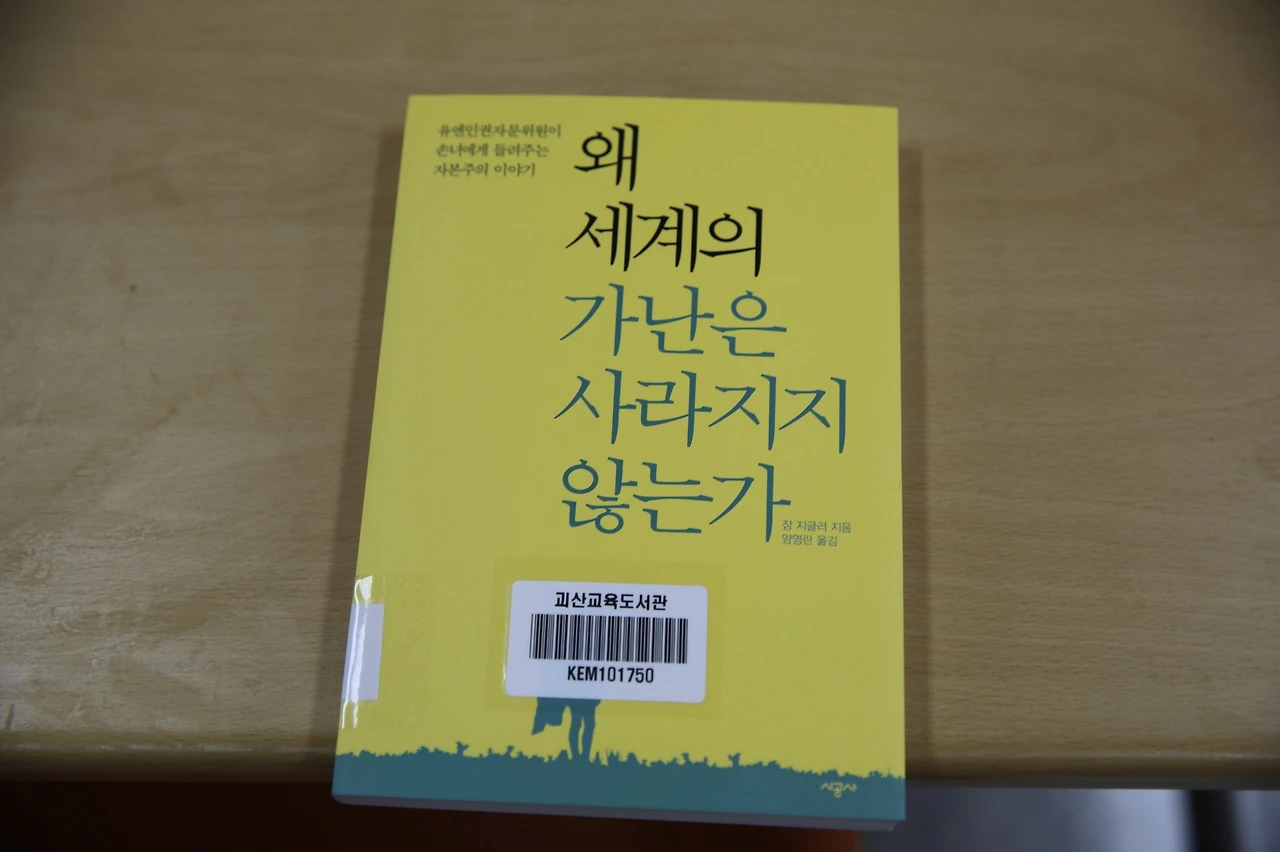 유엔인권자문위원이
손녀에게 들려주는
자본주의 이야기
왜
세계의
가난은
사라지지
않는가
장 지글러 지음
양영란 옮김
괴산교육도서관
KEM101750
시공사